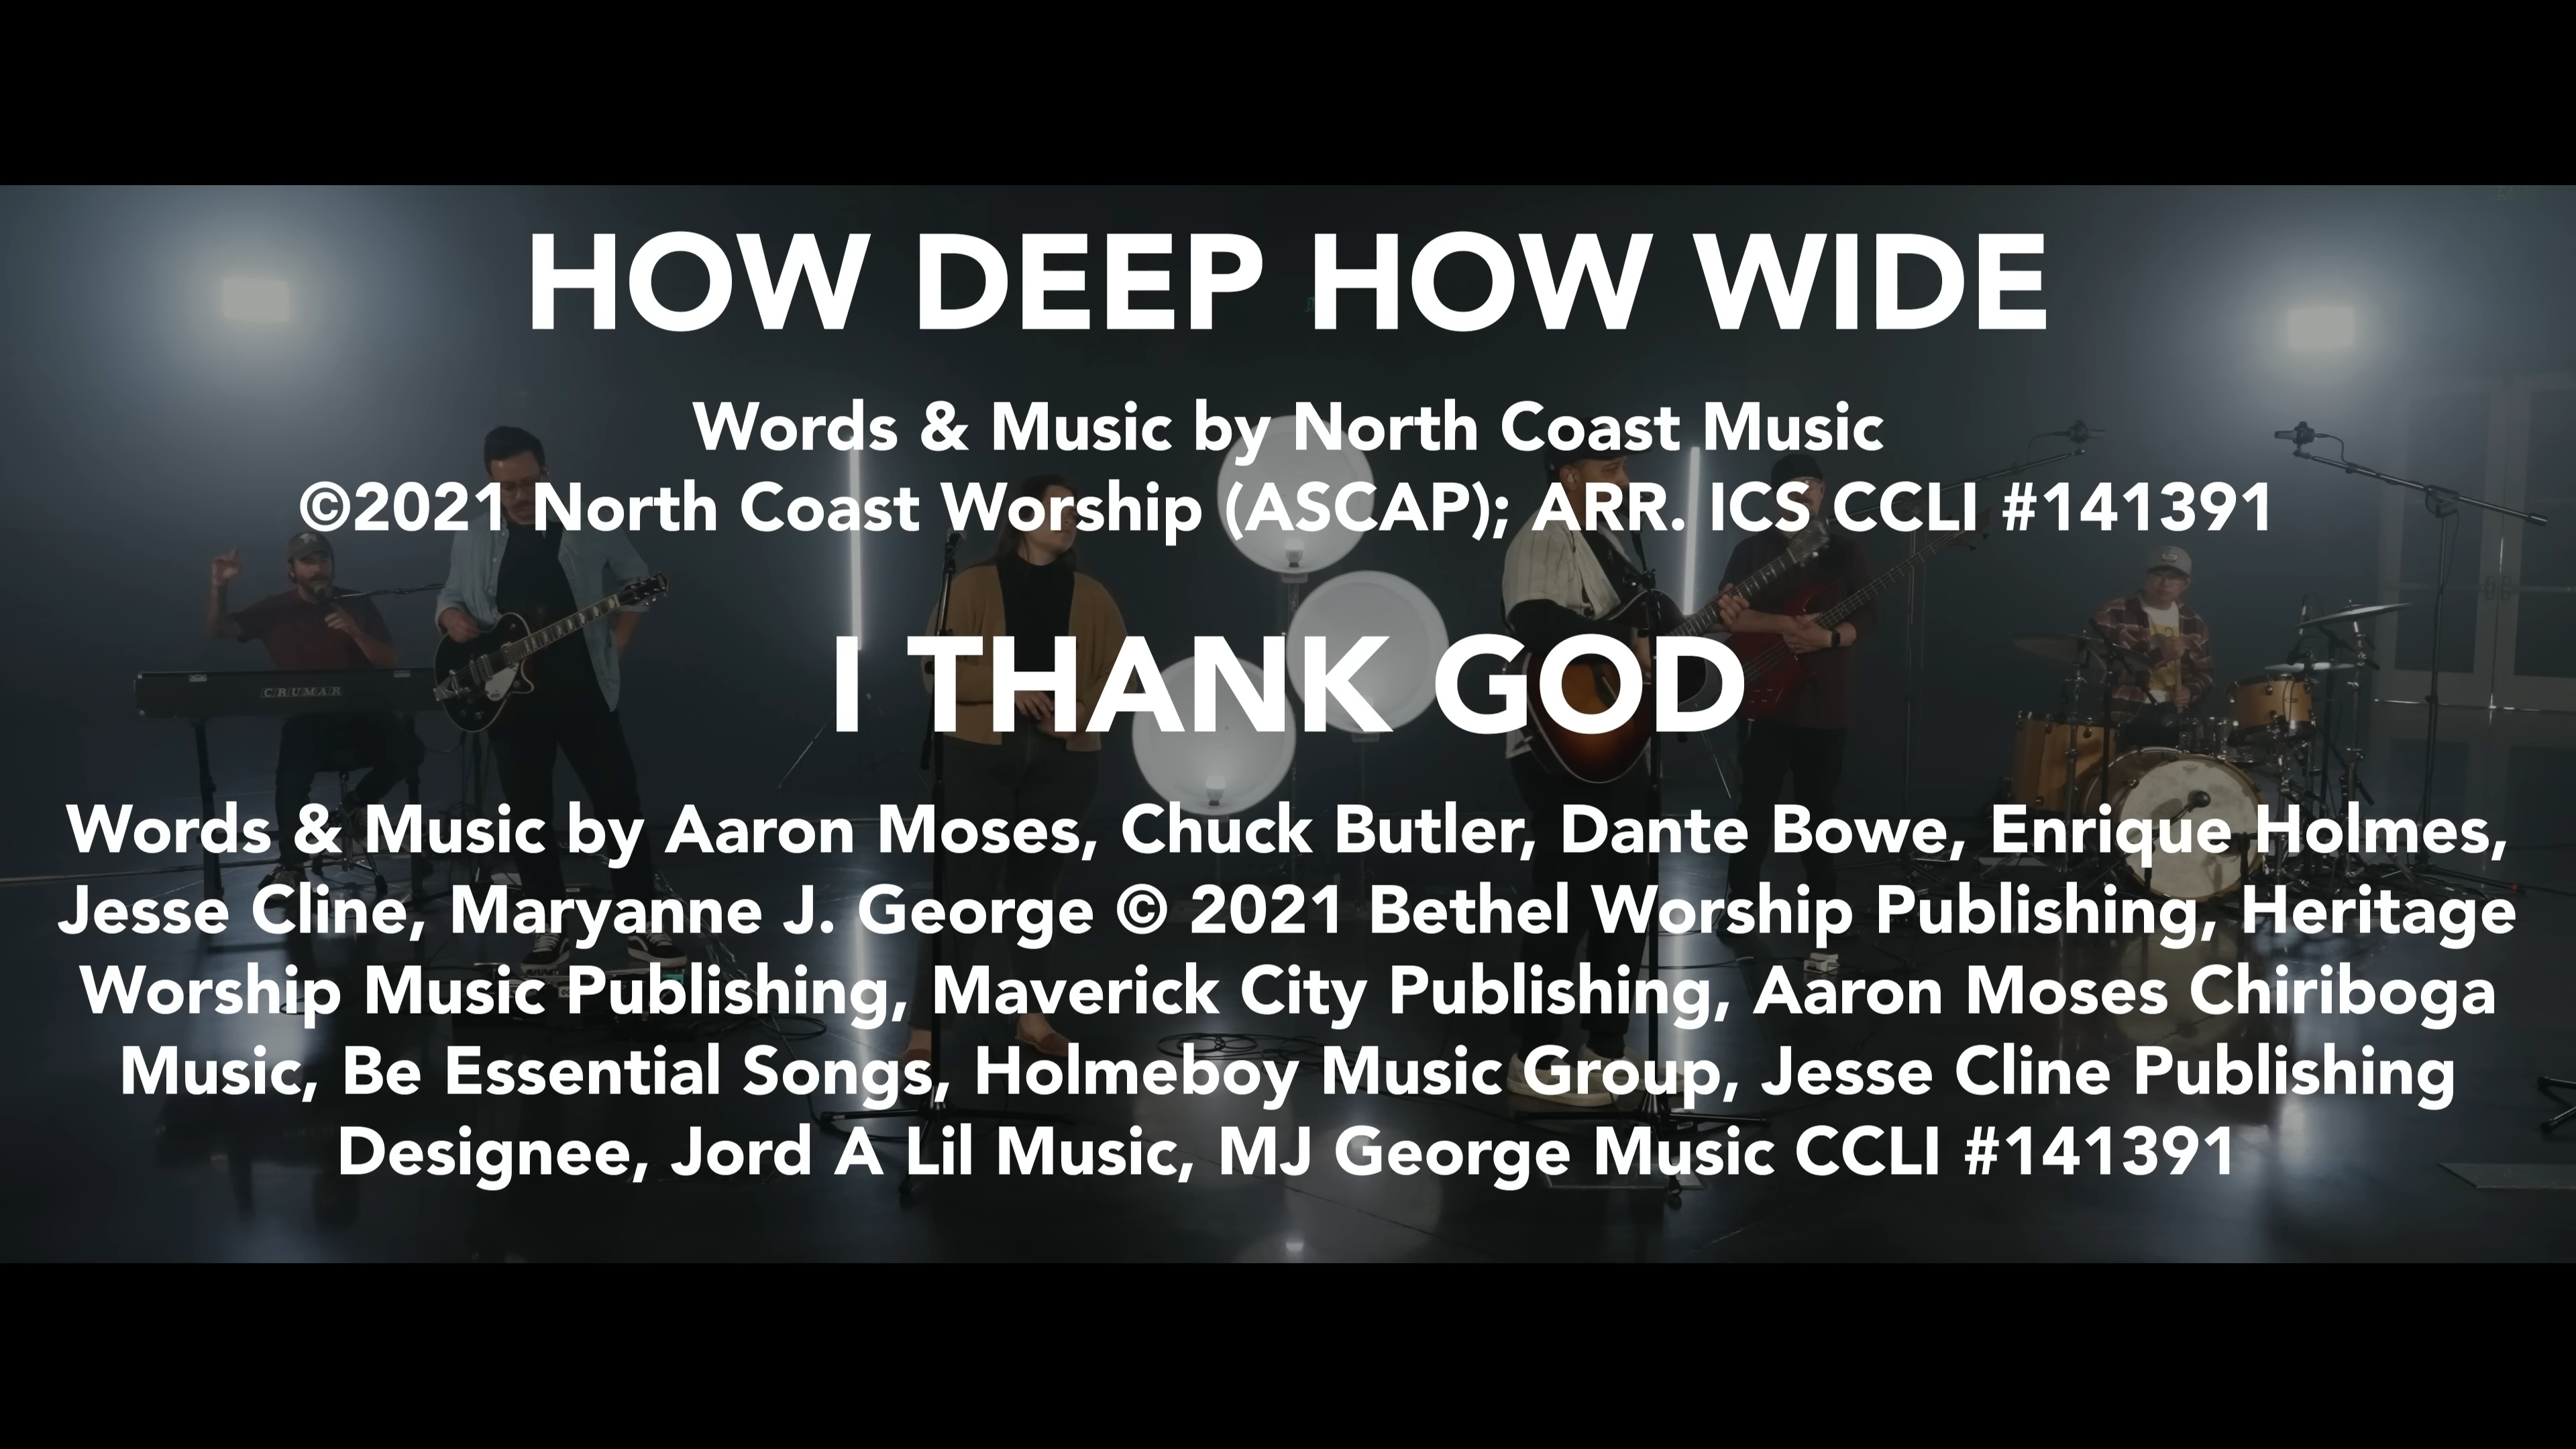 HOW DEEP HOW WIDE
Words & Music by North Coast Music
©2021 North Coast Worship (ASCAP); ARR. ICS CCLI #141391
I THANK GOD
Words & Music by Aaron Moses, Chuck Butler, Dante Bowe, Enrique Holmes,
Jesse Cline, Maryanne J. George © 2021 Bethel Worship Publishing, Heritage
Worship Music Publishing, Maverick City Publishing, Aaron Moses Chiriboga
Music, Be Essential Songs, Holmeboy Music Group, Jesse Cline Publishing
Designee, Jord A Lil Music, MJ George Music CCLI #141391
CRUMAR